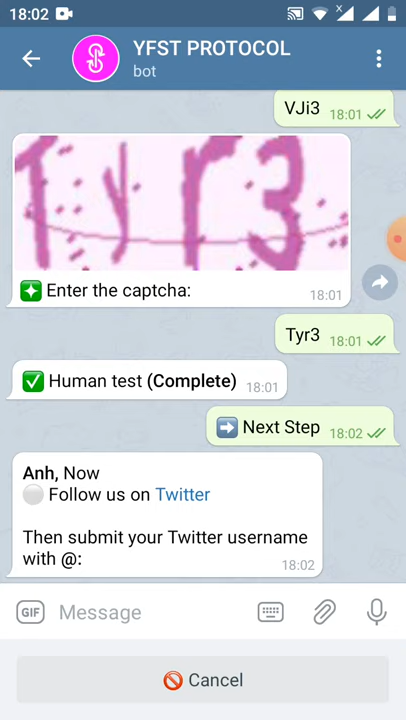 18:02
YFST PROTOCOL
bot
VJi3 18:01
Tyr3
Enter the captcha: 18:01
Tyr3 18:01
Human test (Complete) 18:01
Next Step 18:02
Anh, Now
Follow us on Twitter
Then submit your Twitter username
with @: 18:02
GIF Message
Cancel